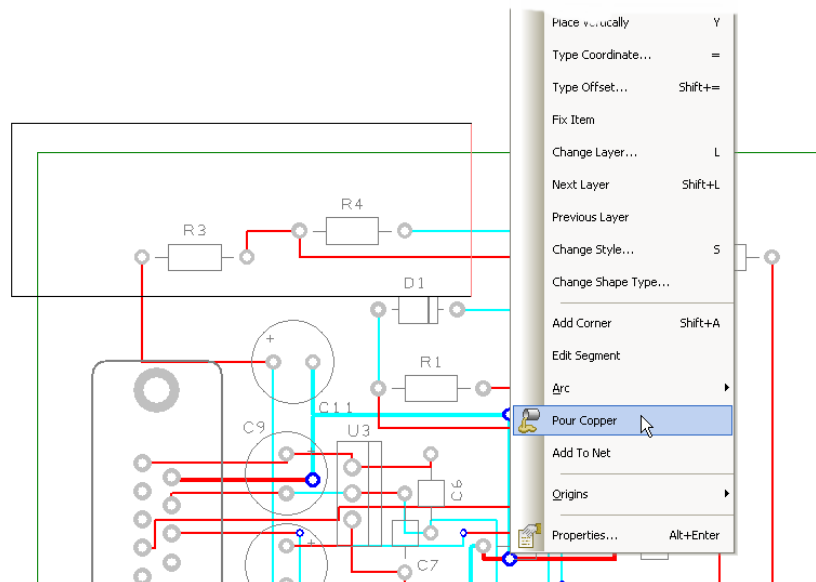 Place Vertically Y
Type Coordinate... =
Type Offset... Shift+=
Fix Item
Change Layer... L
Next Layer Shift+L
Previous Layer
Change Style... S
Change Shape Type...
Add Corner Shift+A
Edit Segment
Arc
Pour Copper
Add To Net
Origins
Properties... Alt+Enter
R4
R3
D1
+
R1
C11
C9
+
U3
C6
+
C7